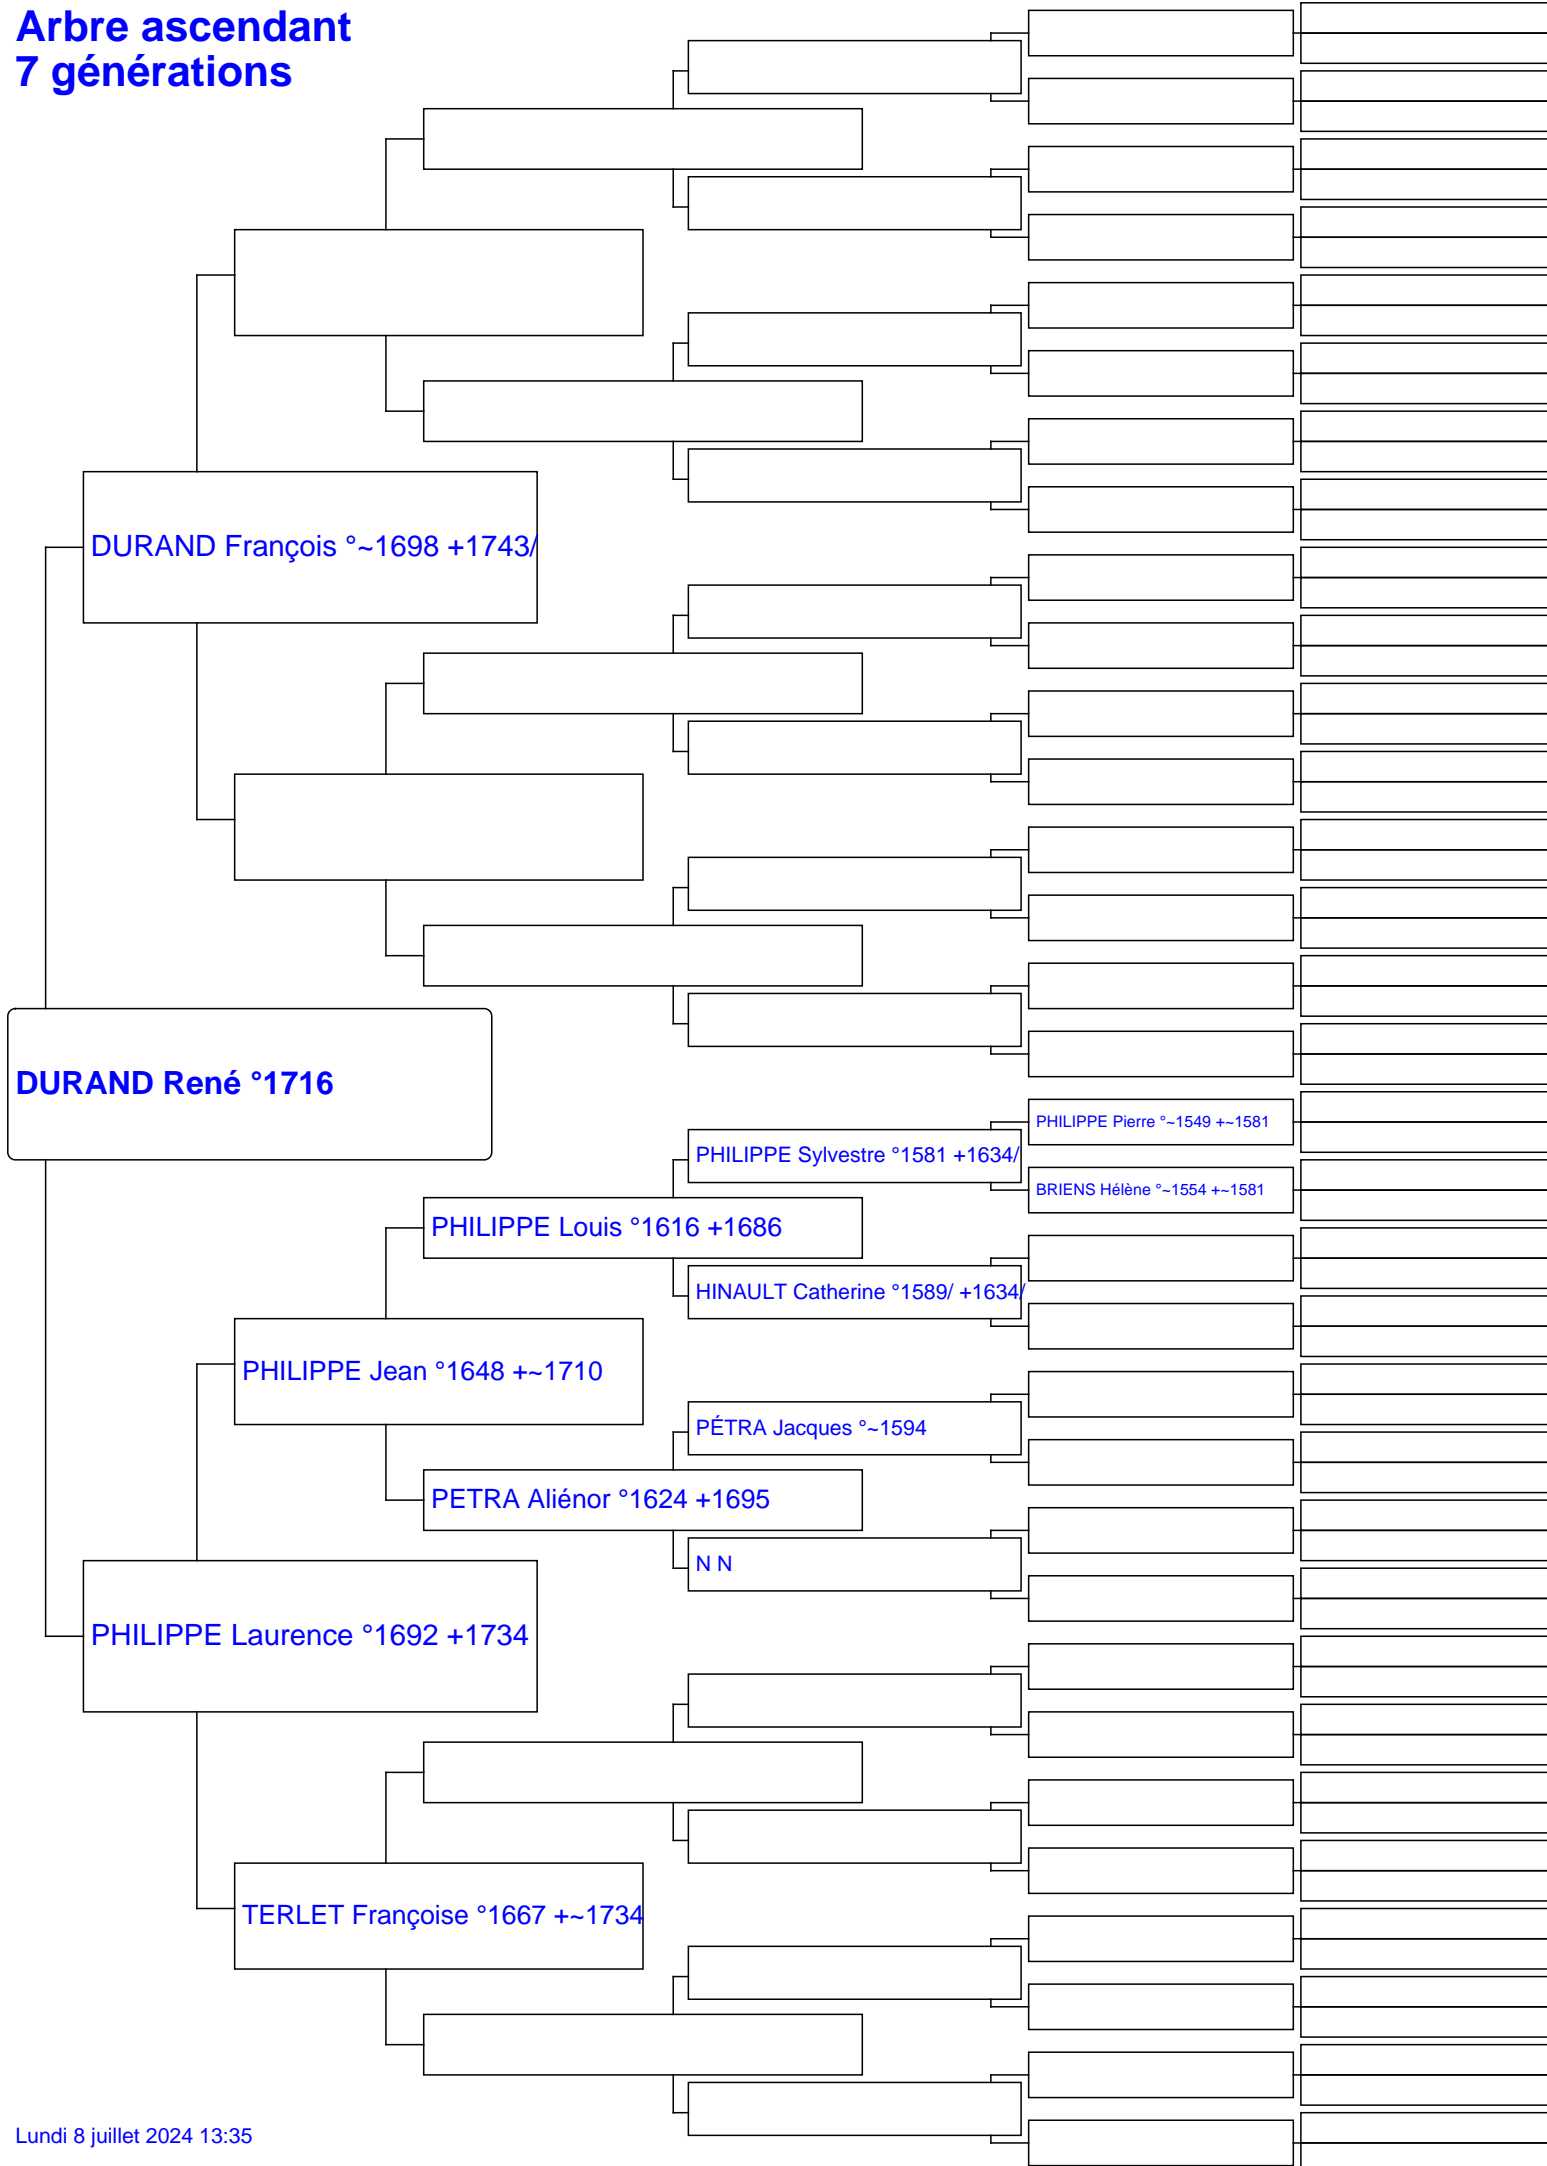 Arbre ascendant
7 générations
DURAND François °~1698 +1743/
DURAND René °1716
PHILIPPE Pierre °~1549 +~1581
PHILIPPE Sylvestre °1581 +1634/
BRIENS Hélène °~1554 +~1581
PHILIPPE Louis °1616 +1686
HINAULT Catherine °1589/ +1634/
PHILIPPE Jean °1648 +~1710
PÉTRA Jacques °~1594
PETRA Aliénor °1624 +1695
N N
PHILIPPE Laurence °1692 +1734
TERLET Françoise °1667 +~1734
Lundi 8 juillet 2024 13:35